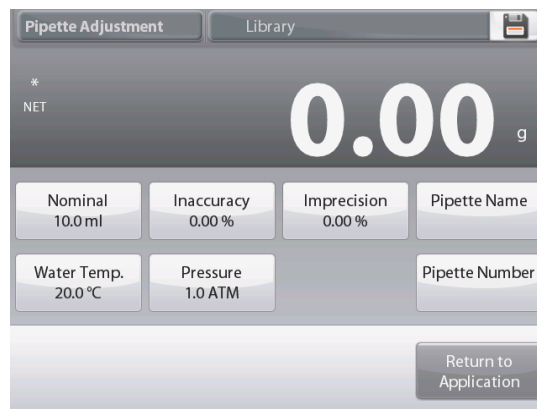 Pipette Adjustment Library
*
NET
0.00 g
Nominal
10.0 ml
Inaccuracy
0.00 %
Imprecision
0.00 %
Pipette Name
Water Temp.
20.0 °C
Pressure
1.0 ATM
Pipette Number
Return to
Application